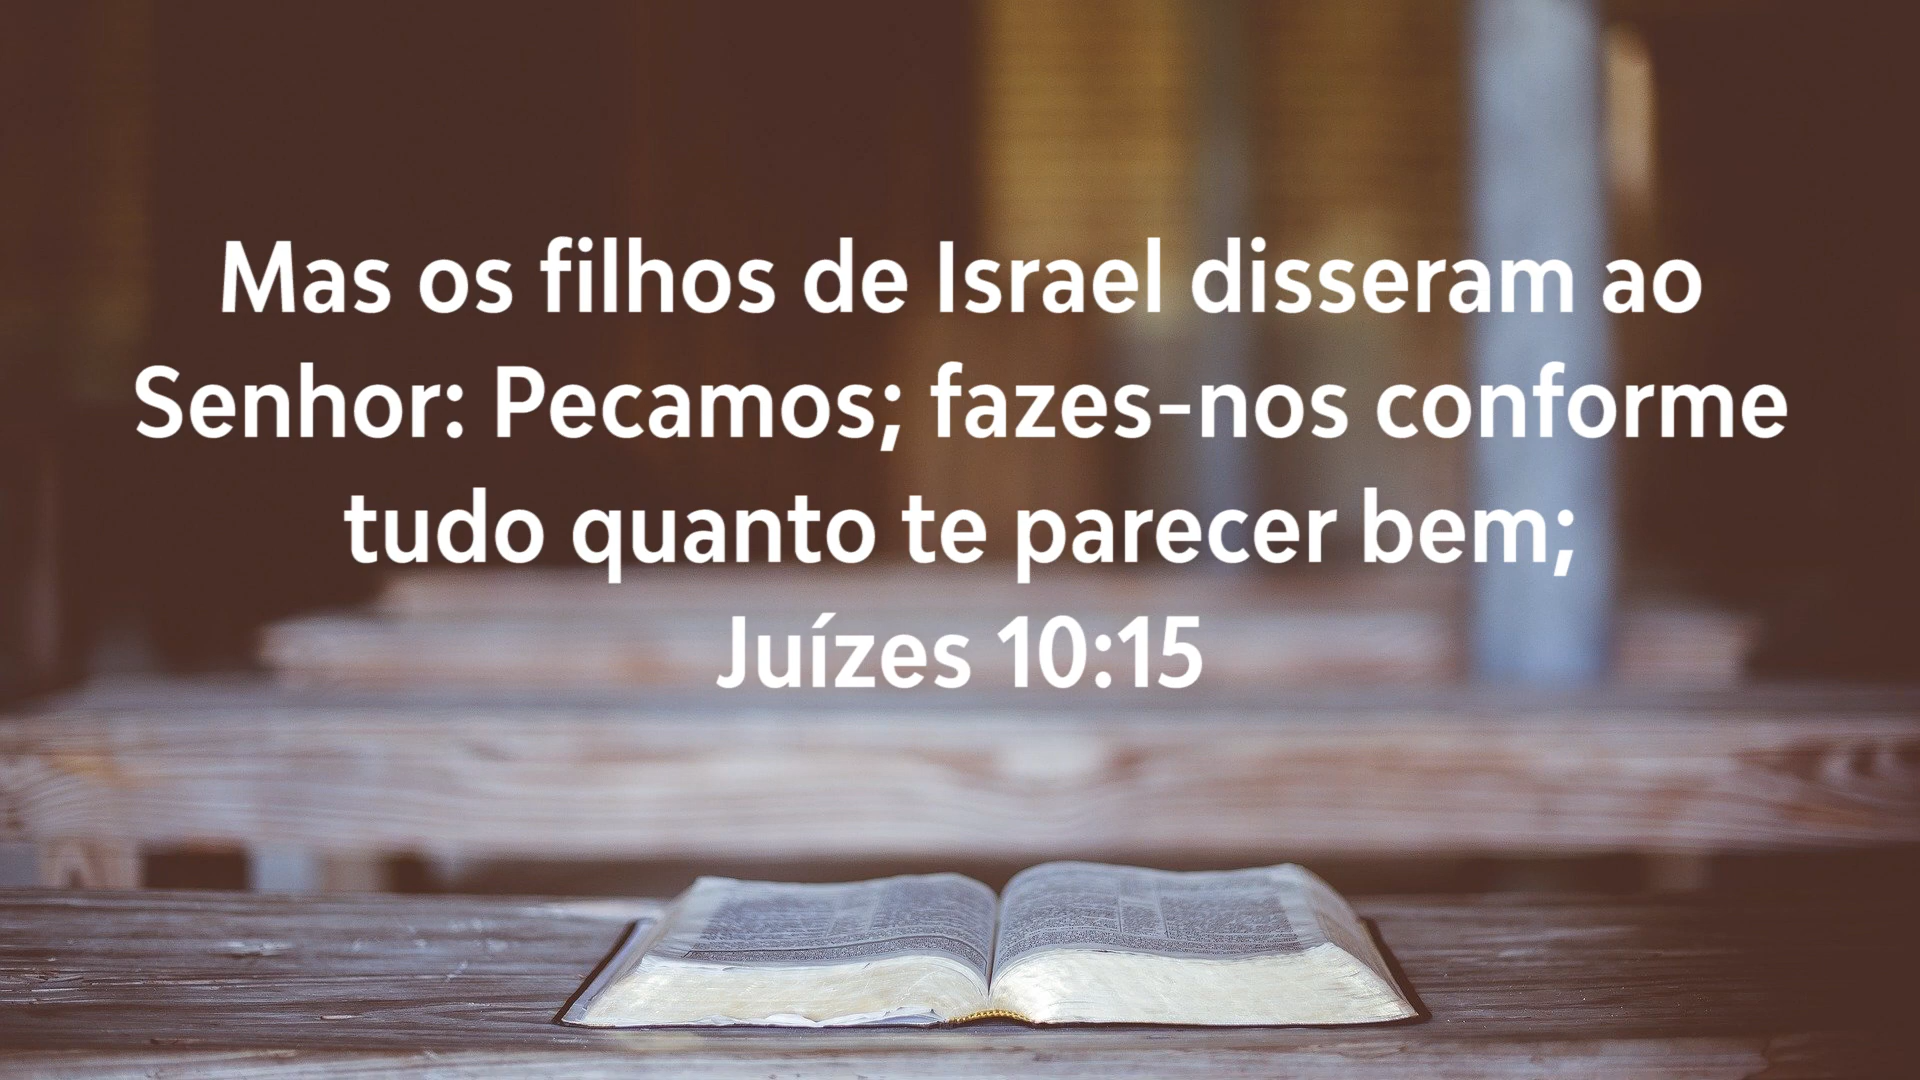 Mas os filhos de Israel disseram ao
Senhor: Pecamos; fazes-nos conforme
tudo quanto te parecer bem;
Juízes 10:15